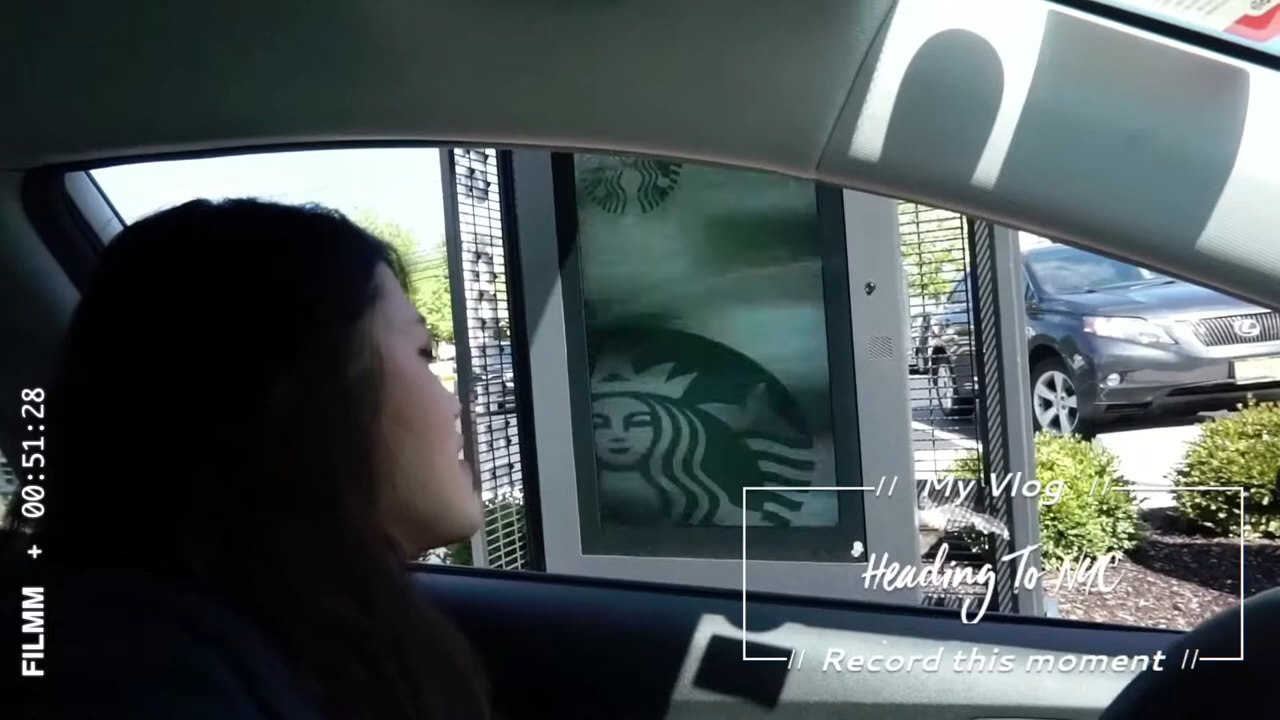 FILMM + 00:51:28
// My Vlog //
Heading To NYC
// Record this moment //